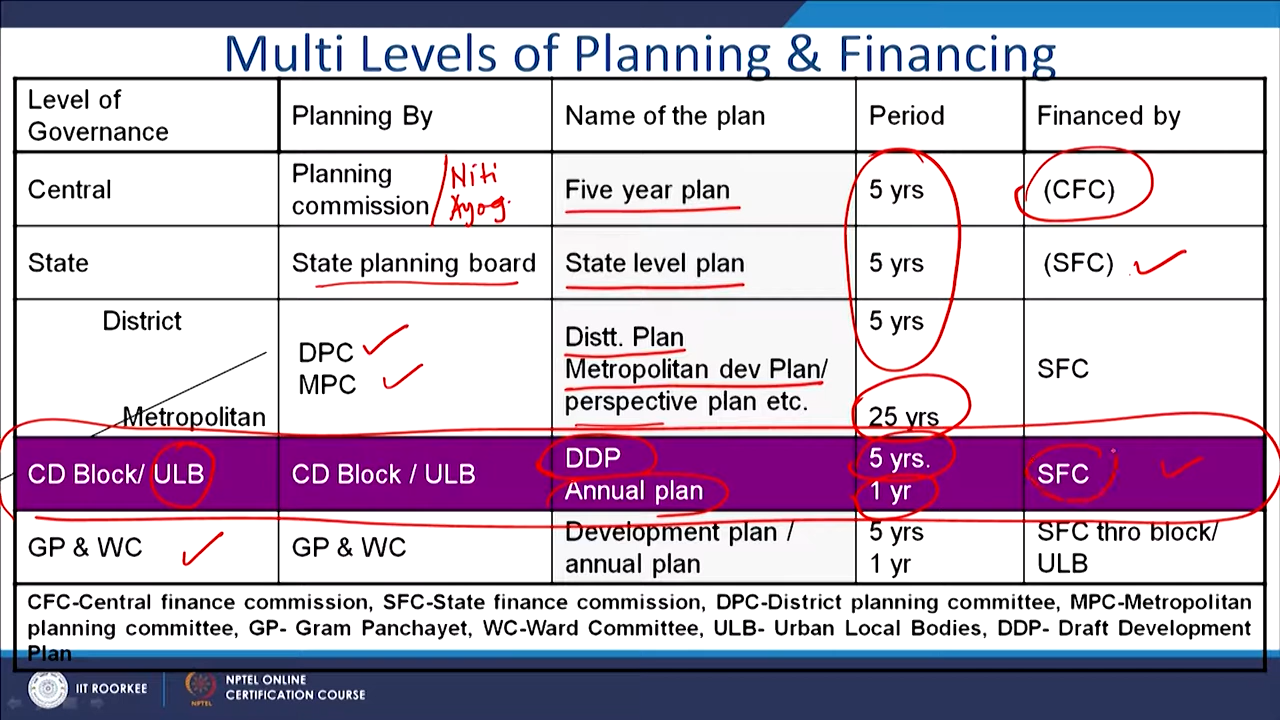 Multi Levels of Planning & Financing
Level of
Governance
Planning By
Name of the plan
Period
Financed by
Central
Planning
commission
Niti
Ayog.
Five year plan
5 yrs
(CFC)
State
State planning board
State level plan
5 yrs
(SFC)
District
Metropolitan
DPC
MPC
Distt. Plan
Metropolitan dev Plan/
perspective plan etc.
5 yrs
25 yrs
SFC
CD Block/ ULB
CD Block / ULB
DDP
Annual plan
5 yrs.
1 yr
SFC
GP & WC
GP & WC
Development plan /
annual plan
5 yrs
1 yr
SFC thro block/
ULB
CFC-Central finance commission, SFC-State finance commission, DPC-District planning committee, MPC-Metropolitan
planning committee, GP- Gram Panchayet, WC-Ward Committee, ULB- Urban Local Bodies, DDP- Draft Development
Plan
IIT ROORKEE
NPTEL
NPTEL ONLINE
CERTIFICATION COURSE